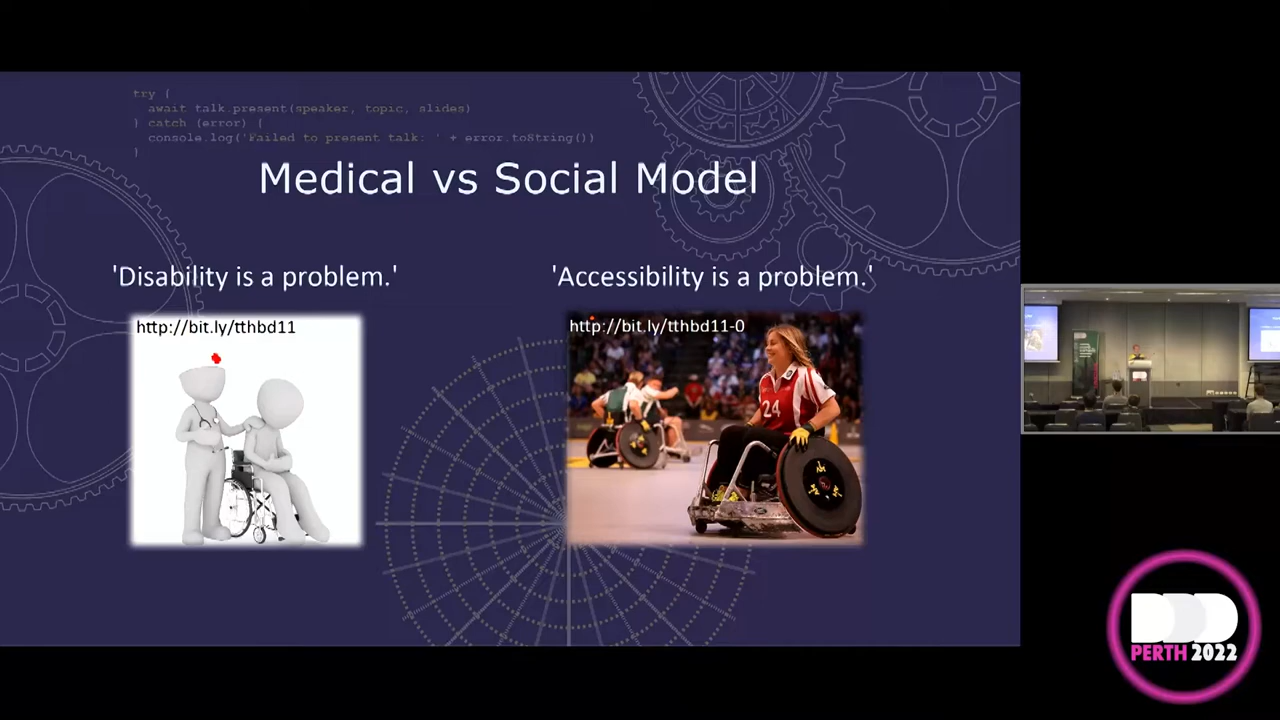 try {
await talk.present(speaker, topic, slides)
} catch (error) {
console.log('Failed to present talk: ' + error.toString())
}
Medical vs Social Model
'Disability is a problem.'
'Accessibility is a problem.'
http://bit.ly/tthbd11
http://bit.ly/tthbd11-0
24
DDD
PERTH 2022